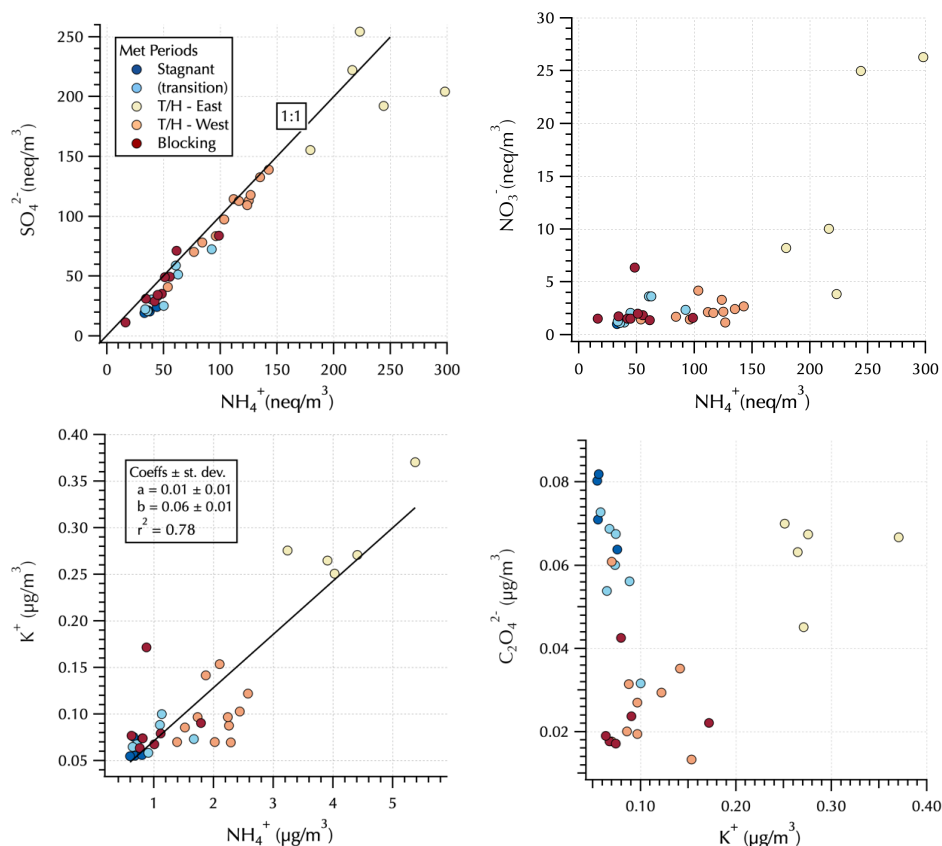 250
200
150
100
50
0
SO₄²⁻(neq/m³)
Met Periods
Stagnant
(transition)
T/H - East
T/H - West
Blocking
1:1
0 50 100 150 200 250 300
NH₄⁺(neq/m³)
30
25
20
15
10
5
0
NO₃⁻(neq/m³)
0 50 100 150 200 250 300
NH₄⁺(neq/m³)
0.40
0.35
0.30
0.25
0.20
0.15
0.10
0.05
K⁺ (µg/m³)
Coeffs ± st. dev.
a = 0.01 ± 0.01
b = 0.06 ± 0.01
r² = 0.78
1 2 3 4 5
NH₄⁺ (µg/m³)
0.08
0.06
0.04
0.02
C₂O₄²⁻ (µg/m³)
0.10 0.20 0.30 0.40
K⁺ (µg/m³)